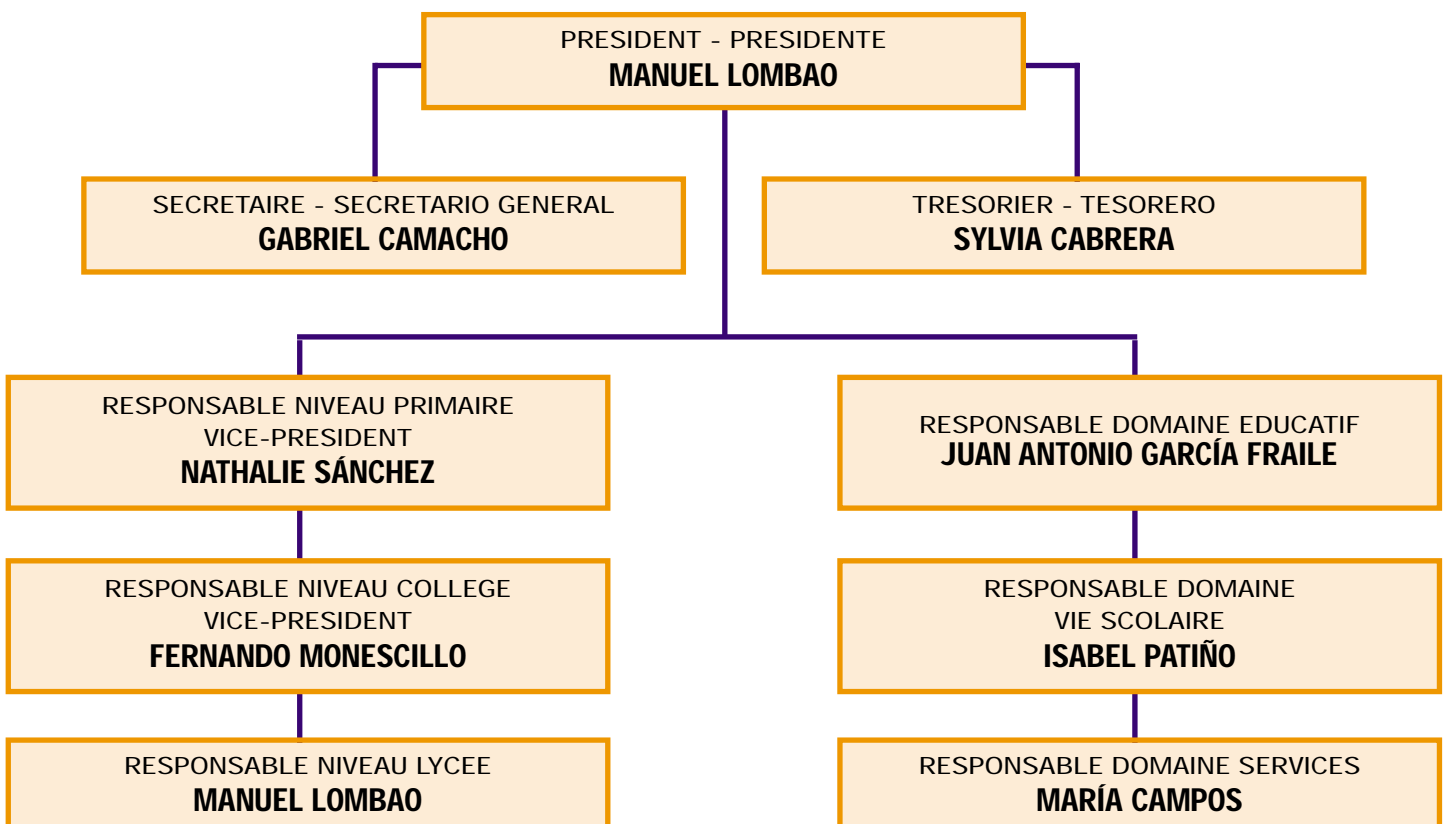 PRESIDENT - PRESIDENTE
MANUEL LOMBAO
SECRETAIRE - SECRETARIO GENERAL
GABRIEL CAMACHO
TRESORIER - TESORERO
SYLVIA CABRERA
RESPONSABLE NIVEAU PRIMAIRE
VICE-PRESIDENT
NATHALIE SÁNCHEZ
RESPONSABLE DOMAINE EDUCATIF
JUAN ANTONIO GARCÍA FRAILE
RESPONSABLE NIVEAU COLLEGE
VICE-PRESIDENT
FERNANDO MONESCILLO
RESPONSABLE DOMAINE
VIE SCOLAIRE
ISABEL PATIÑO
RESPONSABLE NIVEAU LYCEE
MANUEL LOMBAO
RESPONSABLE DOMAINE SERVICES
MARÍA CAMPOS